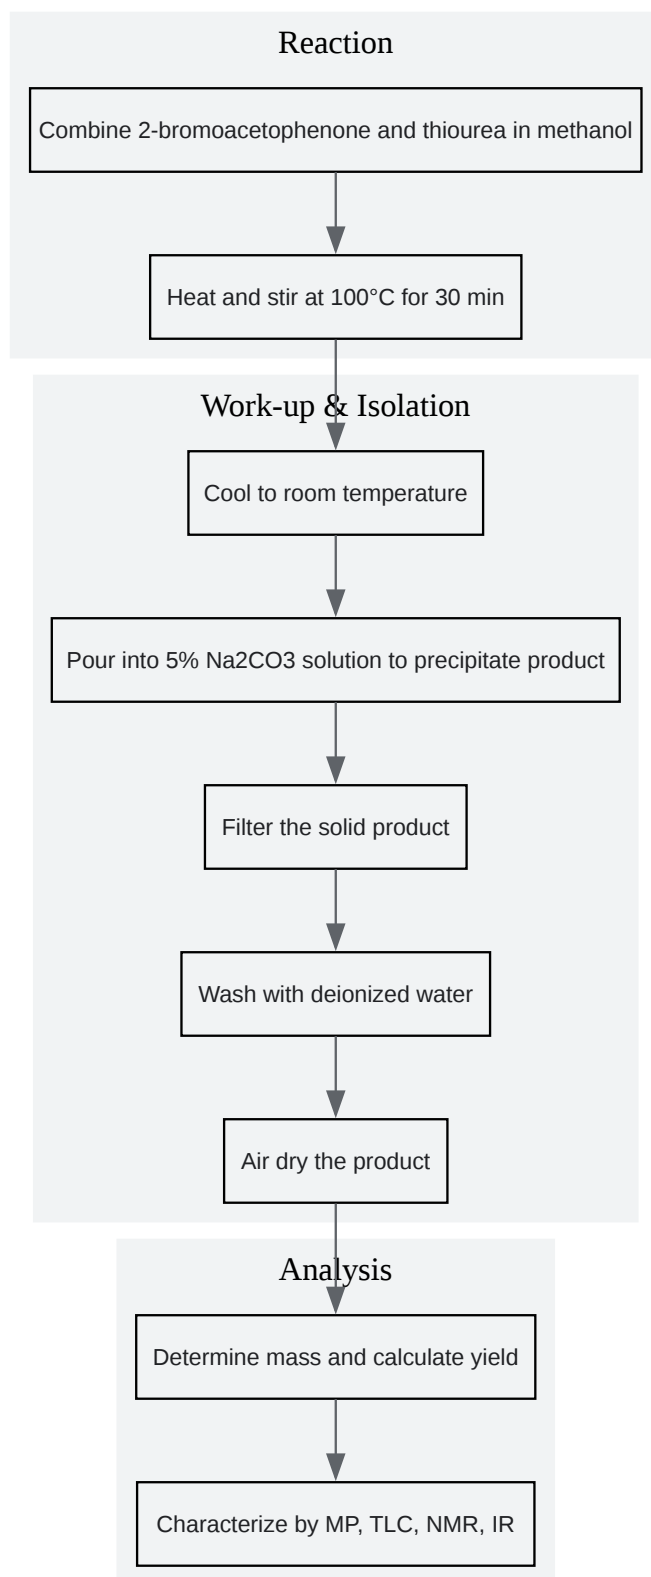 Reaction
Combine 2-bromoacetophenone and thiourea in methanol
Heat and stir at 100°C for 30 min
Work-up & Isolation
Cool to room temperature
Pour into 5% Na2CO3 solution to precipitate product
Filter the solid product
Wash with deionized water
Air dry the product
Analysis
Determine mass and calculate yield
Characterize by MP, TLC, NMR, IR